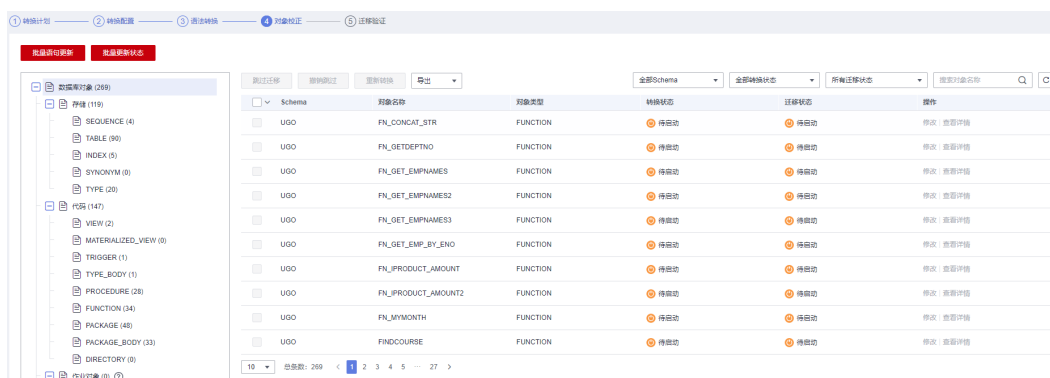 1 转换计划 2 转换配置 3 语法转换 4 对象校正 5 迁移验证
批量语句更新 批量更新状态
数据库对象 (269)
存储 (119)
SEQUENCE (4)
TABLE (90)
INDEX (5)
SYNONYM (0)
TYPE (20)
代码 (147)
VIEW (2)
MATERIALIZED_VIEW (0)
TRIGGER (1)
TYPE_BODY (1)
PROCEDURE (28)
FUNCTION (34)
PACKAGE (48)
PACKAGE_BODY (33)
DIRECTORY (0)
作业对象 (0)
跳过迁移 撤销跳过 重新转换 导出 全部Schema 全部转换状态 所有迁移状态 搜索对象名称
Schema 对象名称 对象类型 转换状态 迁移状态 操作
UGO FN_CONCAT_STR FUNCTION 待启动 待启动 修改 查看详情
UGO FN_GETDEPTNO FUNCTION 待启动 待启动 修改 查看详情
UGO FN_GET_EMPNAMES FUNCTION 待启动 待启动 修改 查看详情
UGO FN_GET_EMPNAMES2 FUNCTION 待启动 待启动 修改 查看详情
UGO FN_GET_EMPNAMES3 FUNCTION 待启动 待启动 修改 查看详情
UGO FN_GET_EMP_BY_ENO FUNCTION 待启动 待启动 修改 查看详情
UGO FN_IPRODUCT_AMOUNT FUNCTION 待启动 待启动 修改 查看详情
UGO FN_IPRODUCT_AMOUNT2 FUNCTION 待启动 待启动 修改 查看详情
UGO FN_MYMONTH FUNCTION 待启动 待启动 修改 查看详情
UGO FINDCOURSE FUNCTION 待启动 待启动 修改 查看详情
10 总条数: 269 < 1 2 3 4 5 ··· 27 >